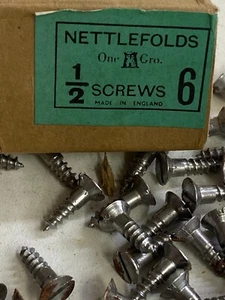 NETTLEFOLDS
One Gro.
1/2 SCREWS 6
MADE IN ENGLAND